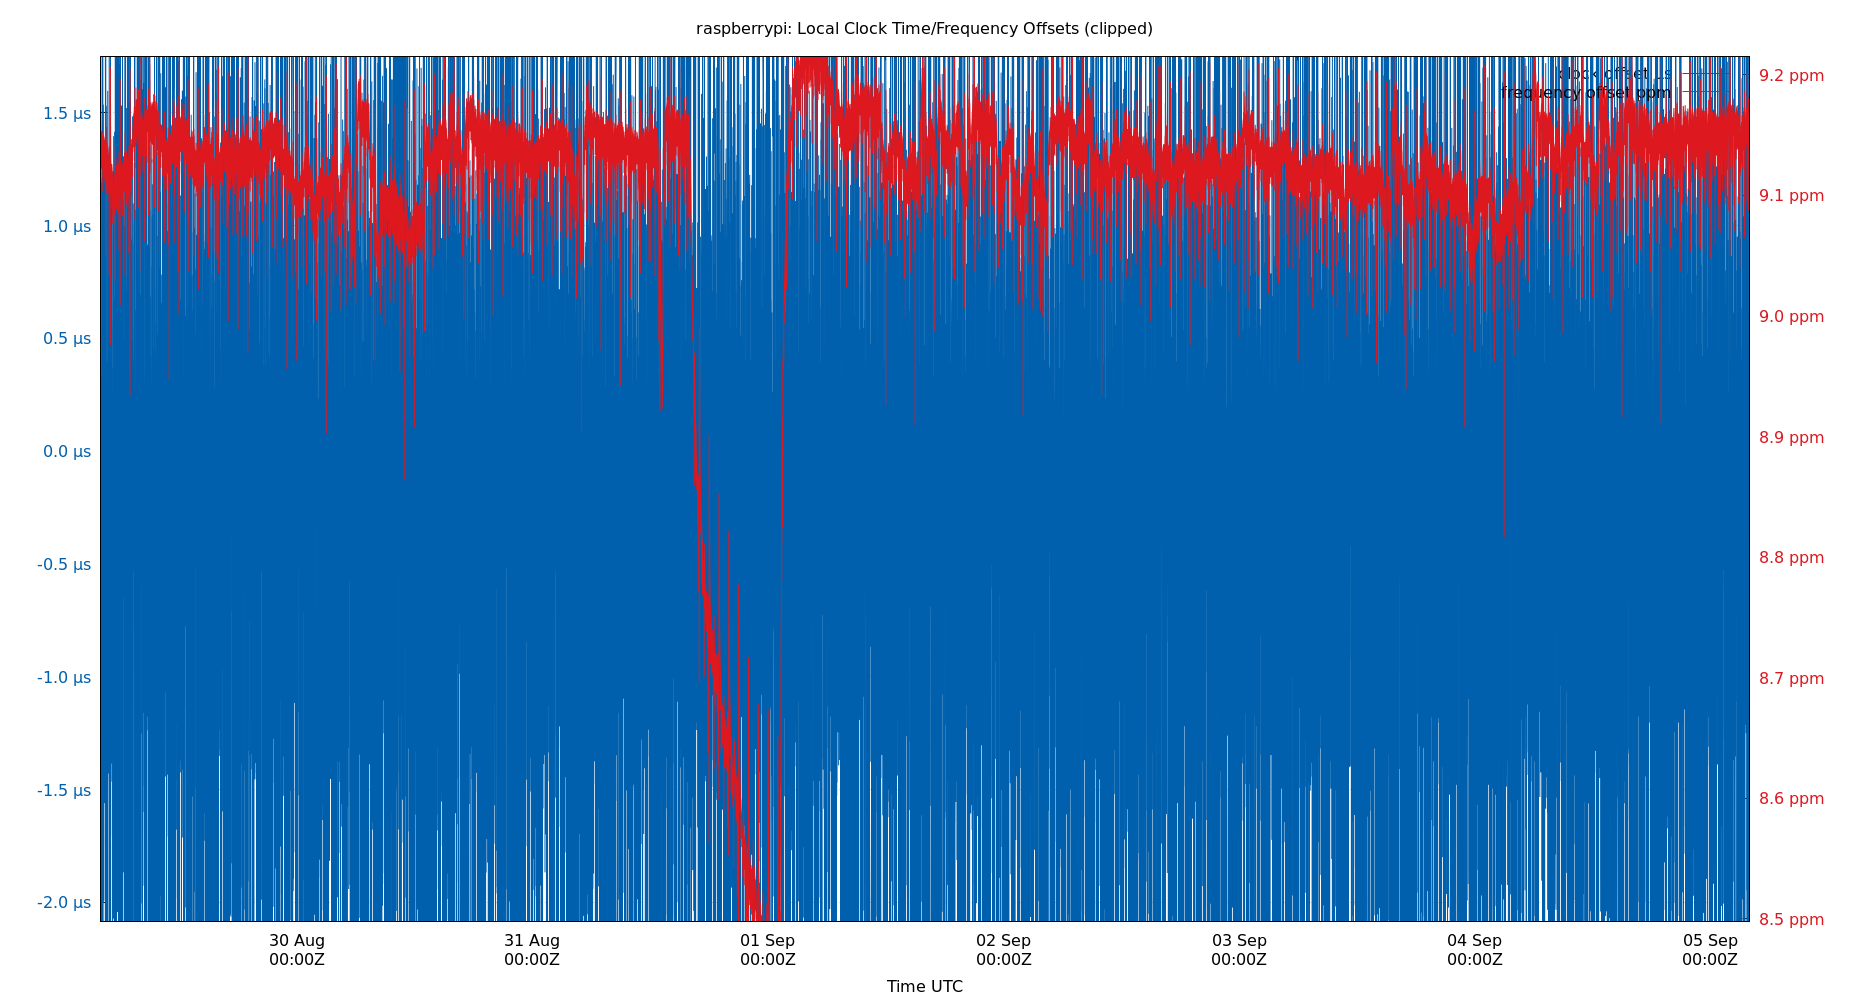 raspberrypi: Local Clock Time/Frequency Offsets (clipped)
clock offset µs
frequency offset ppm
1.5 µs
1.0 µs
0.5 µs
0.0 µs
-0.5 µs
-1.0 µs
-1.5 µs
-2.0 µs
9.2 ppm
9.1 ppm
9.0 ppm
8.9 ppm
8.8 ppm
8.7 ppm
8.6 ppm
8.5 ppm
30 Aug 31 Aug 01 Sep 02 Sep 03 Sep 04 Sep 05 Sep
00:00Z 00:00Z 00:00Z 00:00Z 00:00Z 00:00Z 00:00Z
Time UTC